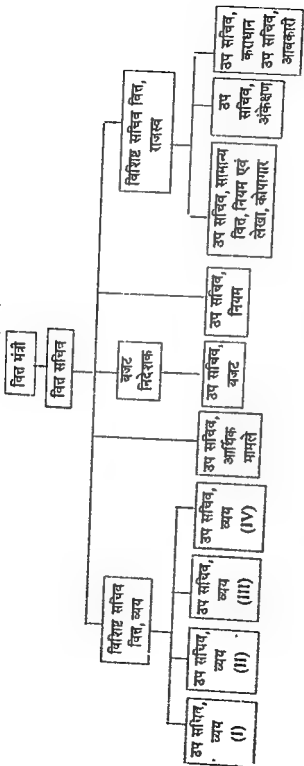 वित्त मंत्री
वित्त सचिव
विशिष्ट सचिव
वित्त, व्यय
बजट
निदेशक
विशिष्ट सचिव वित्त,
राजस्व
उप सचिव,
व्यय
(I)
उप सचिव,
व्यय
(II)
उप सचिव,
व्यय
(III)
उप सचिव,
व्यय
(IV)
उप सचिव,
आर्थिक
मामले
उप सचिव,
बजट
उप सचिव,
नियम
उप सचिव, सामान्य
वित्त, नियम एवं
लेखा, कोषागार
उप
सचिव,
अंकेक्षण
उप सचिव,
कराधान
उप सचिव,
आबकारी